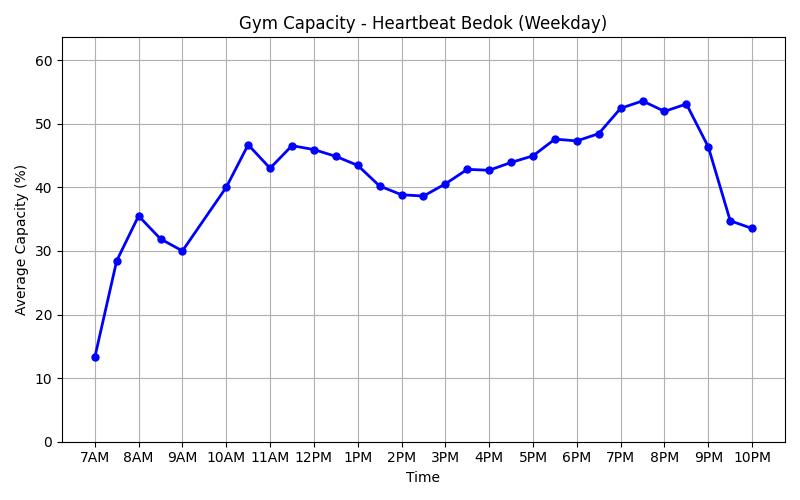 Gym Capacity - Heartbeat Bedok (Weekday)
Average Capacity (%)
60
50
40
30
20
10
0
7AM 8AM 9AM 10AM 11AM 12PM 1PM 2PM 3PM 4PM 5PM 6PM 7PM 8PM 9PM 10PM
Time